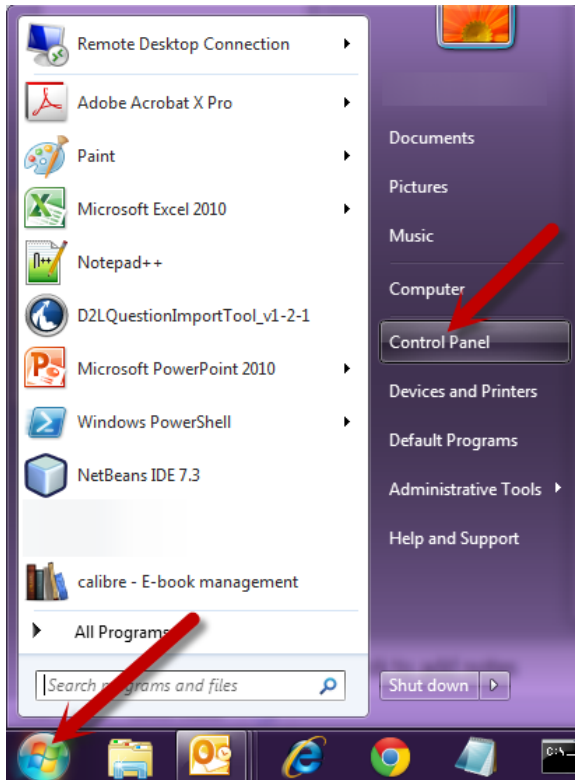 Remote Desktop Connection
Adobe Acrobat X Pro
Paint
Microsoft Excel 2010
Notepad++
D2LQuestionImportTool_v1-2-1
Microsoft PowerPoint 2010
Windows PowerShell
NetBeans IDE 7.3
calibre - E-book management
All Programs
Search programs and files
Documents
Pictures
Music
Computer
Control Panel
Devices and Printers
Default Programs
Administrative Tools
Help and Support
Shut down
C:\